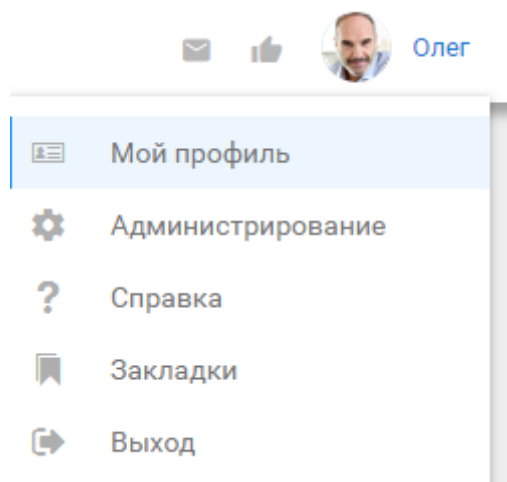 Олег
Мой профиль
Администрирование
Справка
Закладки
Выход